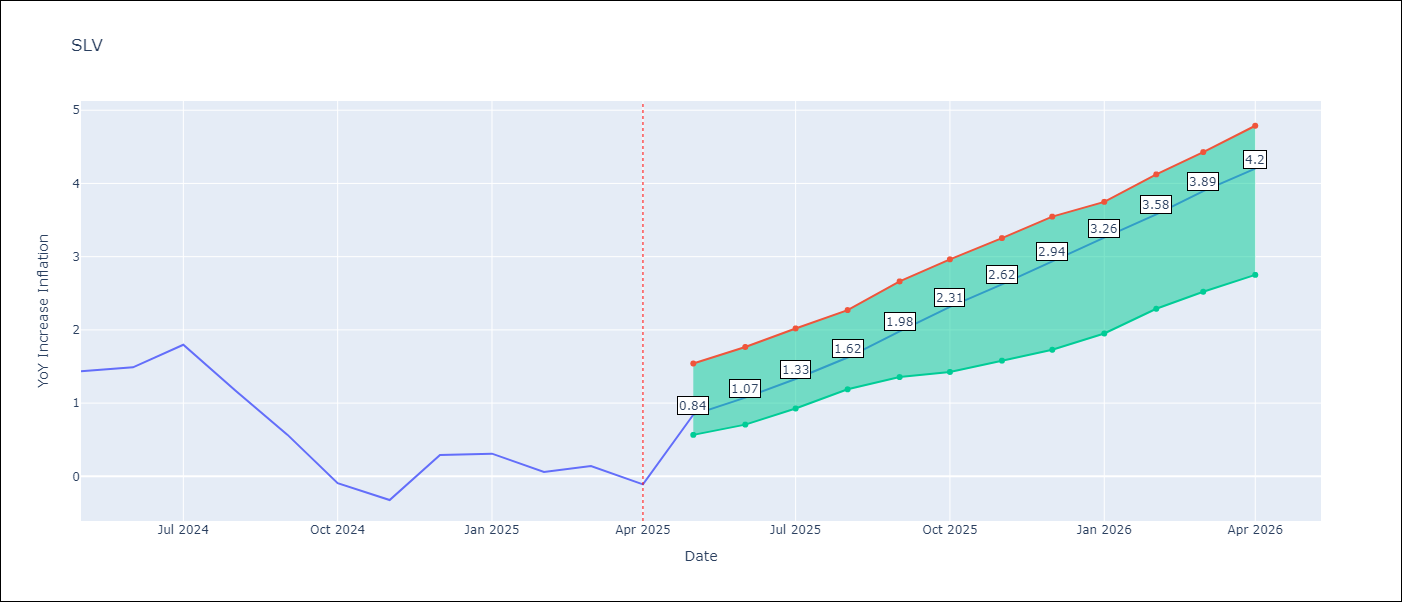 SLV
YoY Increase Inflation
5
4
3
2
1
0
0.84
1.07
1.33
1.62
1.98
2.31
2.62
2.94
3.26
3.58
3.89
4.2
Jul 2024
Oct 2024
Jan 2025
Apr 2025
Jul 2025
Oct 2025
Jan 2026
Apr 2026
Date